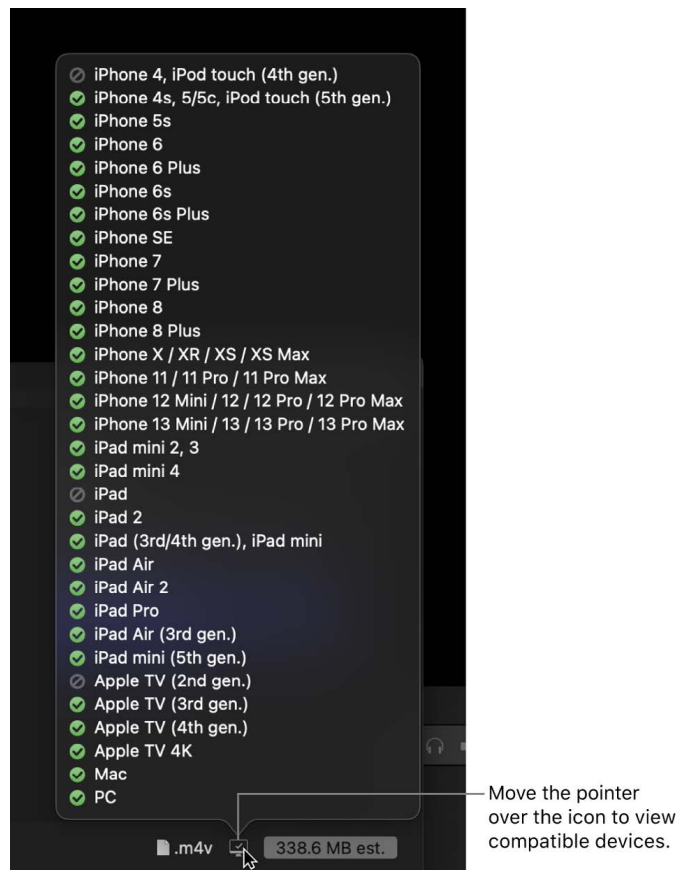 iPhone 4, iPod touch (4th gen.)
iPhone 4s, 5/5c, iPod touch (5th gen.)
iPhone 5s
iPhone 6
iPhone 6 Plus
iPhone 6s
iPhone 6s Plus
iPhone SE
iPhone 7
iPhone 7 Plus
iPhone 8
iPhone 8 Plus
iPhone X / XR / XS / XS Max
iPhone 11 / 11 Pro / 11 Pro Max
iPhone 12 Mini / 12 / 12 Pro / 12 Pro Max
iPhone 13 Mini / 13 / 13 Pro / 13 Pro Max
iPad mini 2, 3
iPad mini 4
iPad
iPad 2
iPad (3rd/4th gen.), iPad mini
iPad Air
iPad Air 2
iPad Pro
iPad Air (3rd gen.)
iPad mini (5th gen.)
Apple TV (2nd gen.)
Apple TV (3rd gen.)
Apple TV (4th gen.)
Apple TV 4K
Mac
PC
.m4v 338.6 MB est.
Move the pointer
over the icon to view
compatible devices.